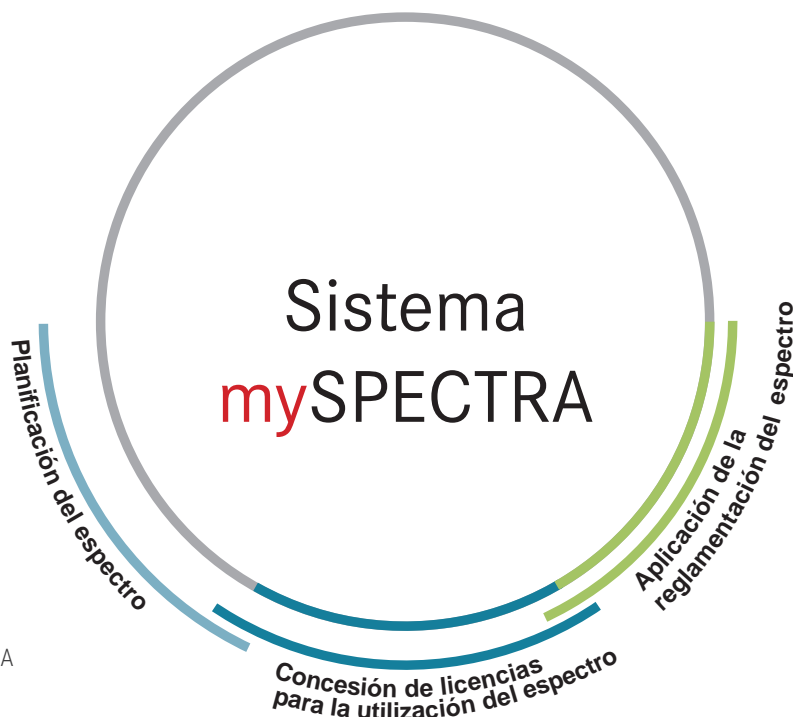 Sistema
mySPECTRA
Planificación del espectro
Aplicación de la
reglamentación del espectro
A
Concesión de licencias
para la utilización del espectro